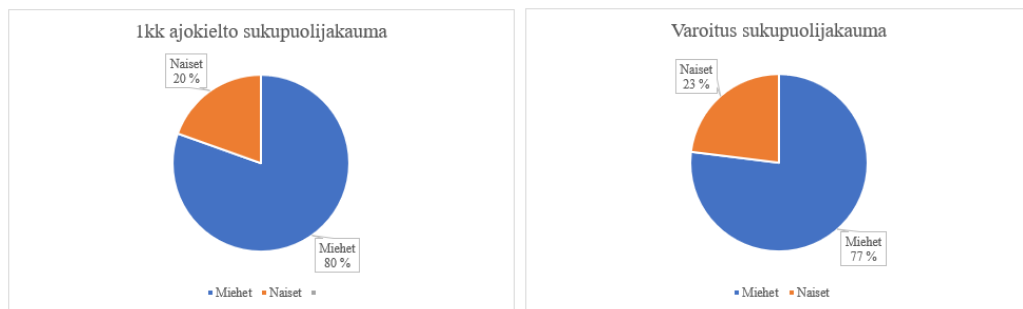 1kk ajokielto sukupuolijakauma
Naiset
20 %
Miehet
80 %
Miehet Naiset
Varoitus sukupuolijakauma
Naiset
23 %
Miehet
77 %
Miehet Naiset